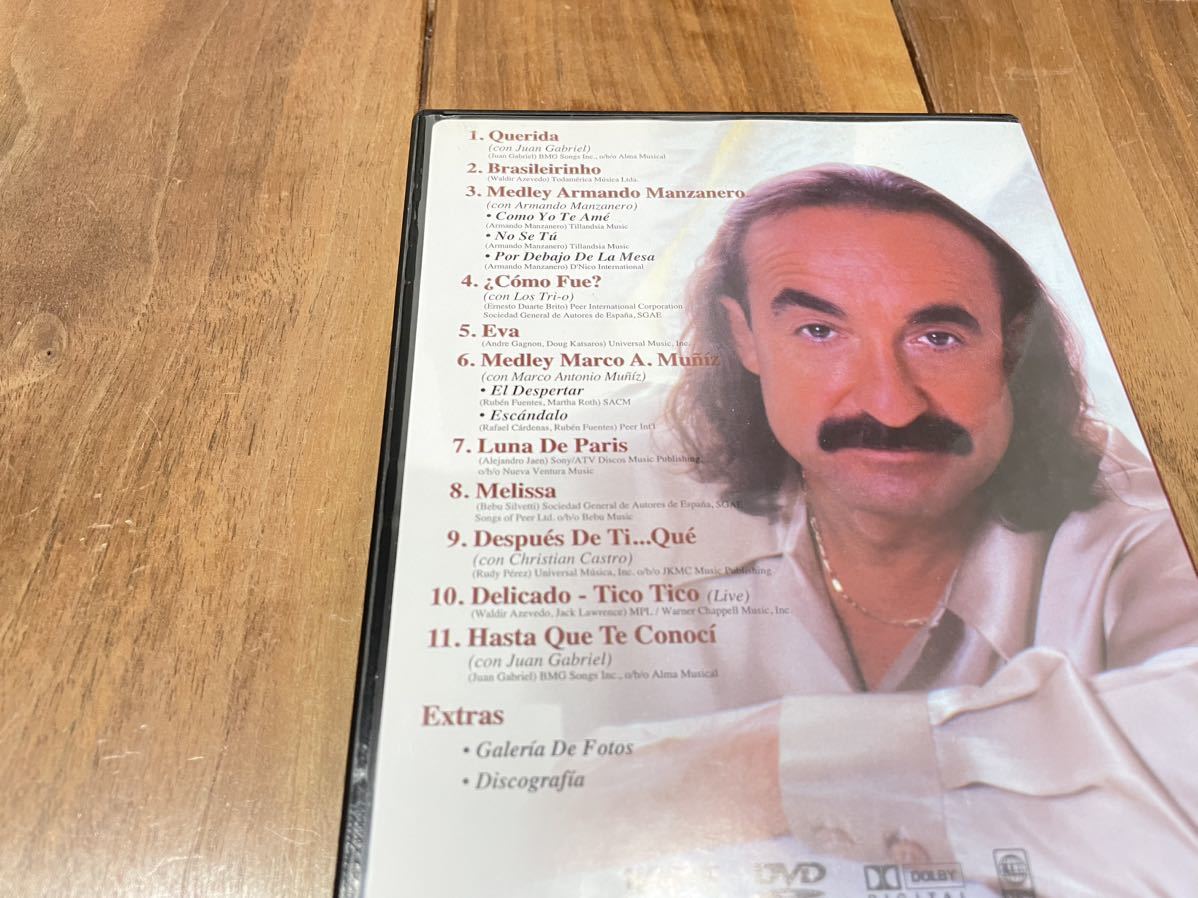 1. Querida
(con Juan Gabriel)
(Juan Gabriel) BMG Songs Inc., o/b/o Alma Musical
2. Brasileirinho
(Waldir Azevedo) Todamérica Música Ltda.
3. Medley Armando Manzanero
(con Armando Manzanero)
• Como Yo Te Amé
(Armando Manzanero) Tillandsia Music
• No Se Tú
(Armando Manzanero) Tillandsia Music
• Por Debajo De La Mesa
(Armando Manzanero) D'Nico International
4. ¿Cómo Fue?
(con Los Tri-o)
(Ernesto Duarte Brito) Peer International Corporation
Sociedad General de Autores de España, SGAE
5. Eva
(Andre Gagnon, Doug Katsaros) Universal Music, Inc.
6. Medley Marco A. Muñíz
(con Marco Antonio Muñíz)
• El Despertar
(Rubén Fuentes, Martha Roth) SACM
• Escándalo
(Rafael Cárdenas, Rubén Fuentes) Peer Int'l
7. Luna De Paris
(Alejandro Jaen) Sony/ATV Discos Music Publishing,
o/b/o Nueva Ventura Music
8. Melissa
(Bebu Silvetti) Sociedad General de Autores de España, SGAE
Songs of Peer Ltd. o/b/o Bebu Music
9. Después De Ti...Qué
(con Christian Castro)
(Rudy Pérez) Universal Música, Inc. o/b/o JKMC Music Publishing
10. Delicado - Tico Tico (Live)
(Waldir Azevedo, Jack Lawrence) MPL / Warner Chappell Music, Inc.
11. Hasta Que Te Conocí
(con Juan Gabriel)
(Juan Gabriel) BMG Songs Inc., o/b/o Alma Musical
Extras
• Galería De Fotos
• Discografía
DVD
DOLBY
DIGITAL